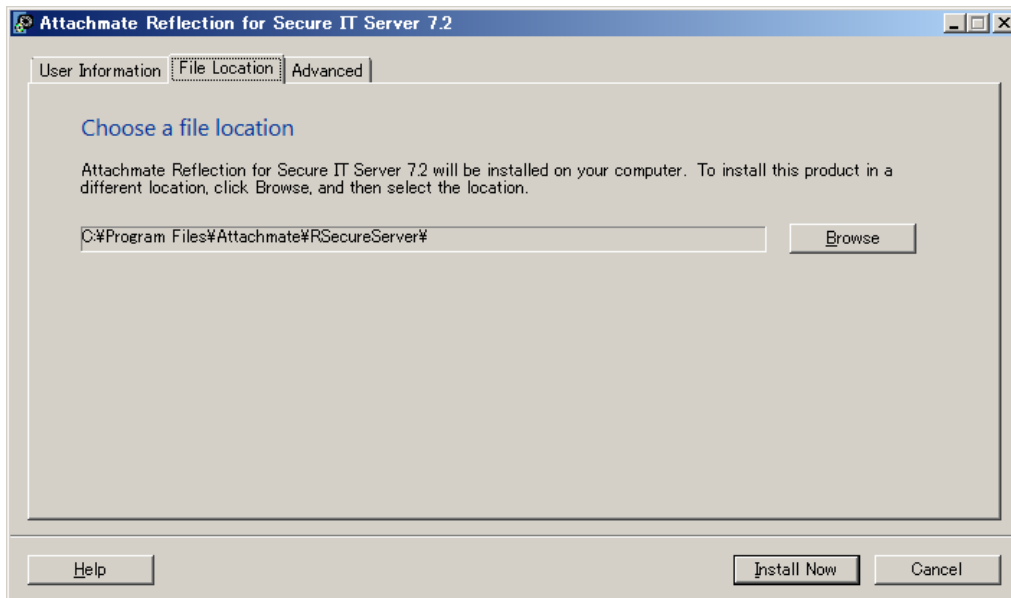 Attachmate Reflection for Secure IT Server 7.2
User Information File Location Advanced
Choose a file location
Attachmate Reflection for Secure IT Server 7.2 will be installed on your computer. To install this product in a
different location, click Browse, and then select the location.
C:¥Program Files¥Attachmate¥RSecureServer¥ Browse
Help Install Now Cancel